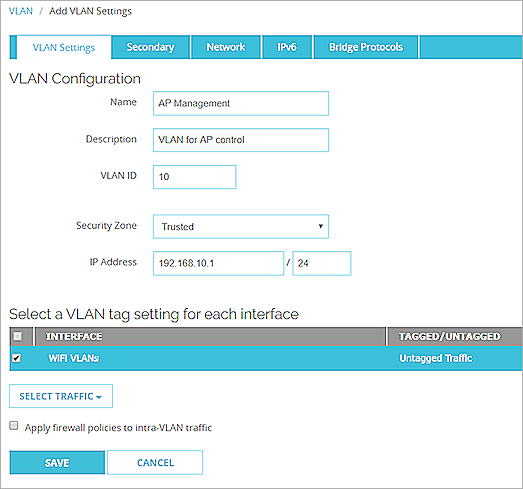 VLAN / Add VLAN Settings
VLAN Settings Secondary Network IPv6 Bridge Protocols
VLAN Configuration
Name AP Management
Description VLAN for AP control
VLAN ID 10
Security Zone Trusted
IP Address 192.168.10.1 / 24
Select a VLAN tag setting for each interface
INTERFACE TAGGED/UNTAGGED
WiFi VLANs Untagged Traffic
SELECT TRAFFIC
Apply firewall policies to intra-VLAN traffic
SAVE CANCEL